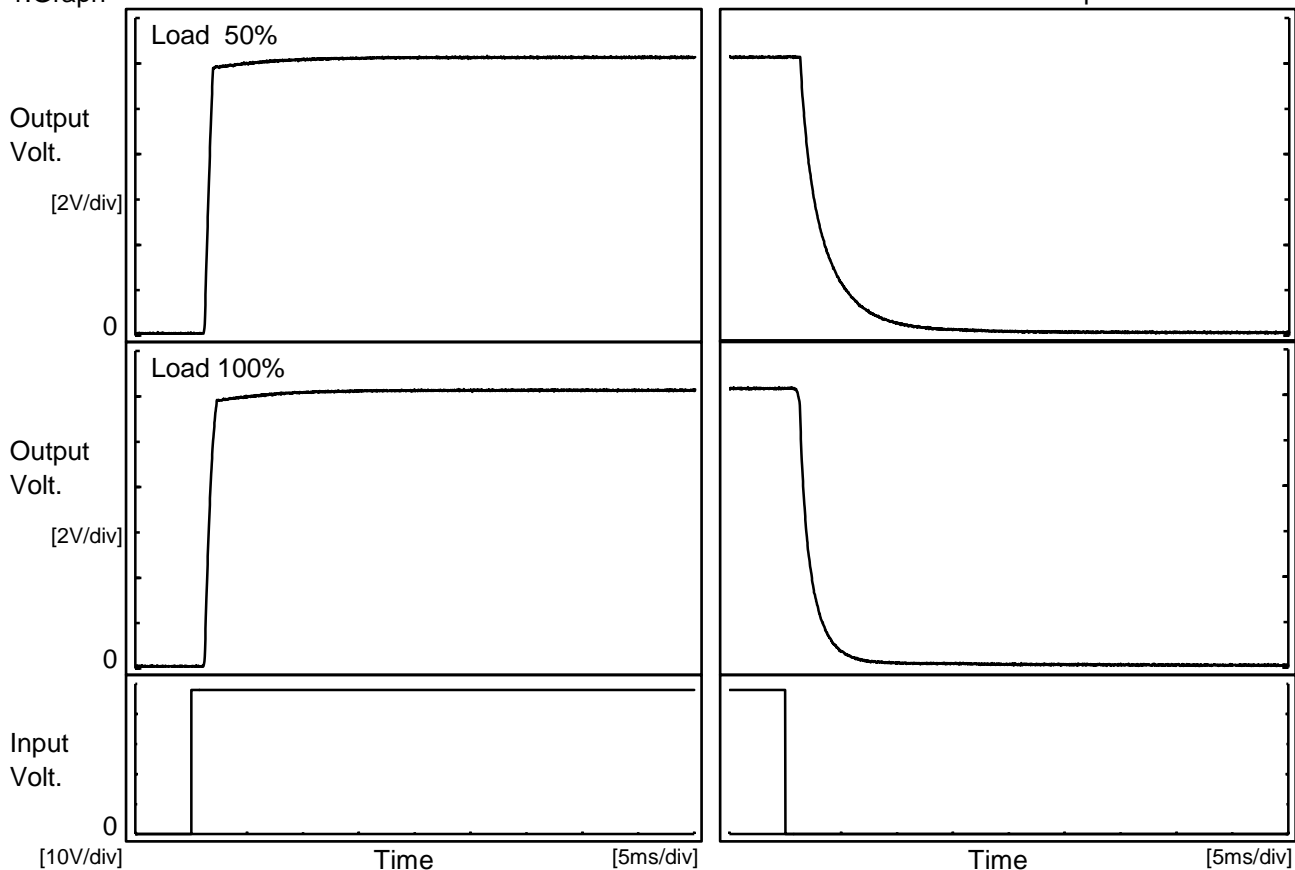 Load 50%
Output
Volt.
[2V/div]
0
Load 100%
Output
Volt.
[2V/div]
0
Input
Volt.
0
[10V/div]
Time
[5ms/div]
Time
[5ms/div]